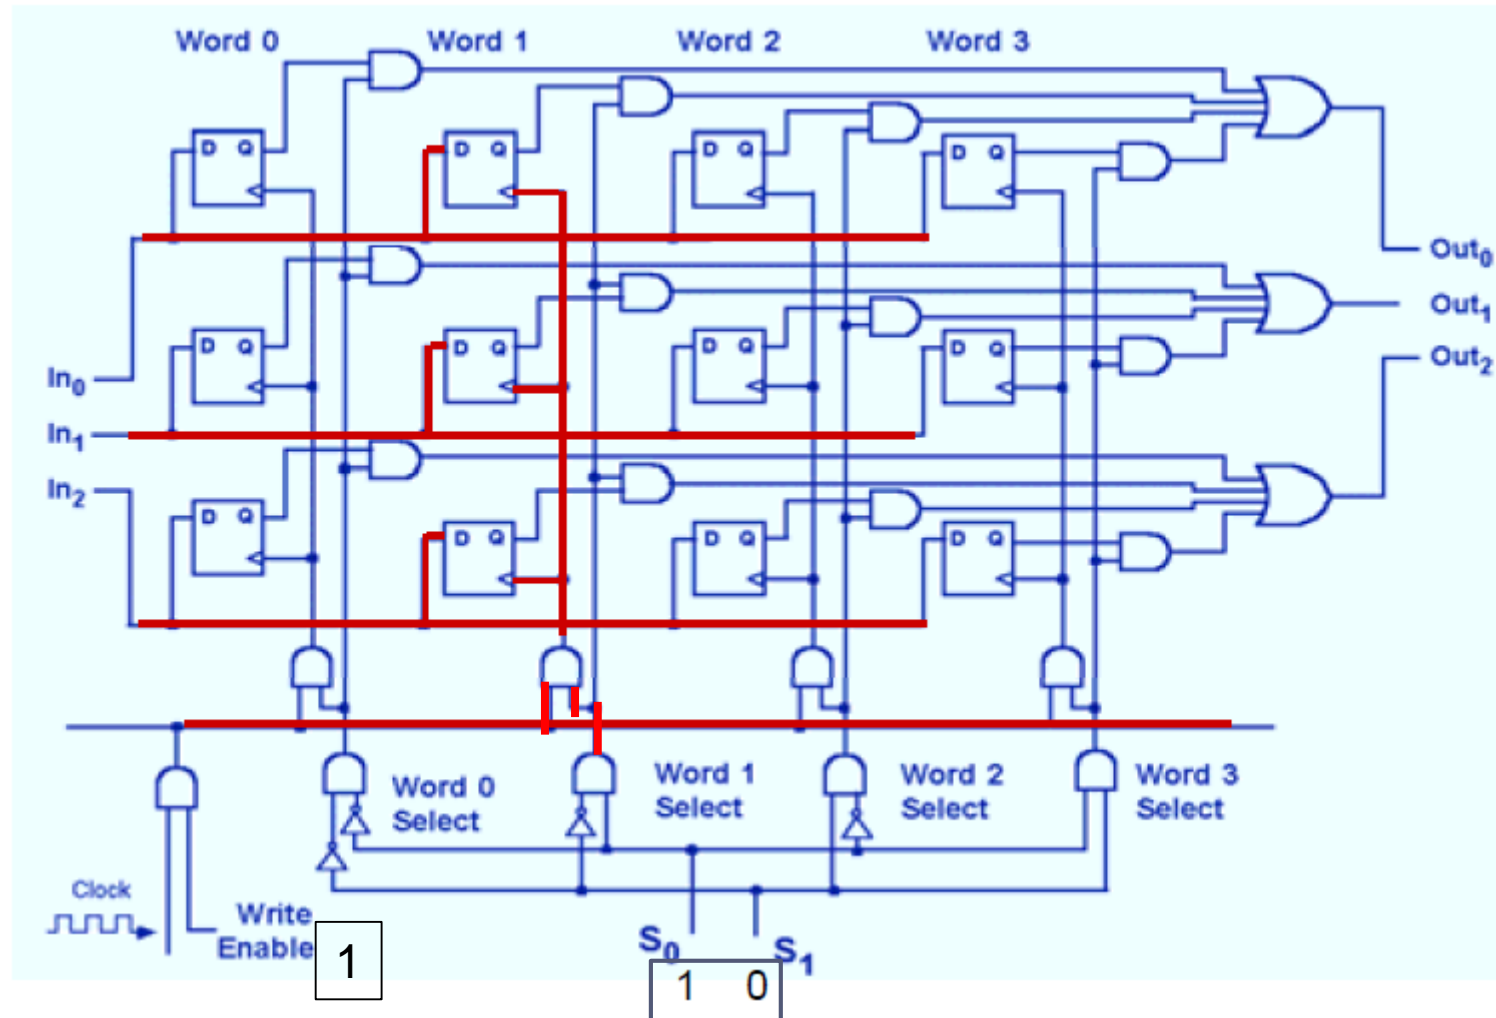 Word 0 Word 1 Word 2 Word 3
D Q D Q D Q D Q
Out0
D Q D Q D Q D Q
Out1
Out2
In0
In1
In2
D Q D Q D Q D Q
Word 0
Select
Word 1
Select
Word 2
Select
Word 3
Select
Clock
Write
Enable
1
S0 S1
1 0